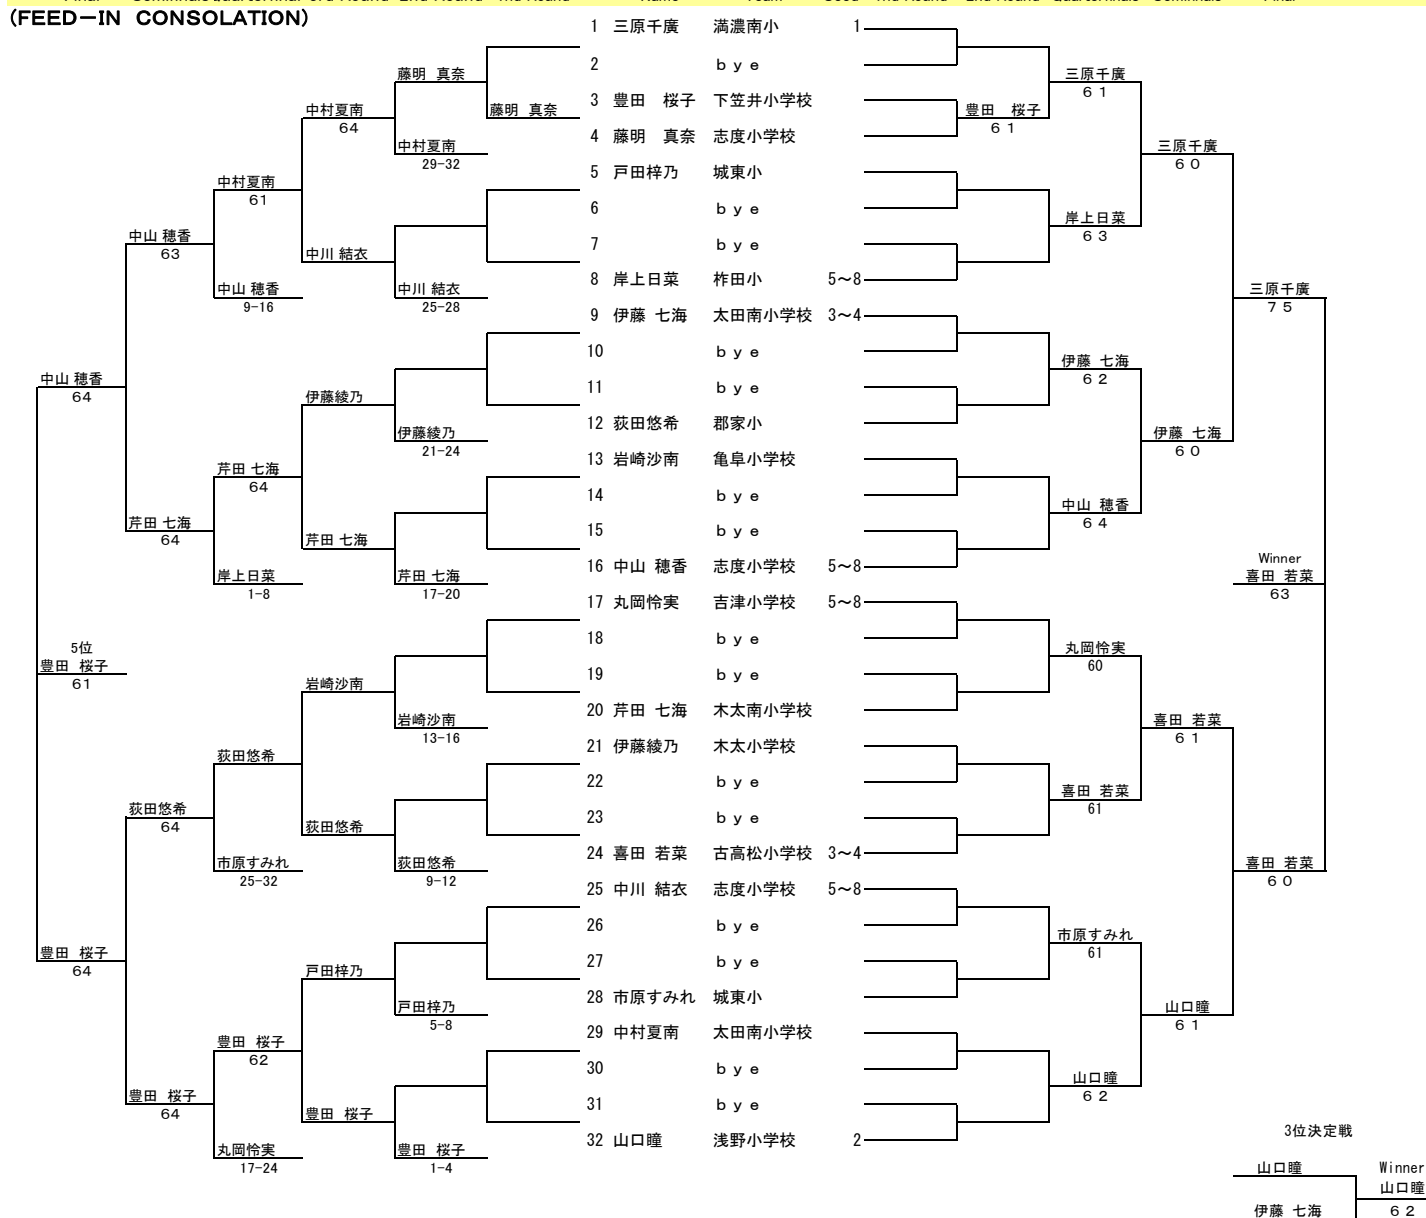 (FEED－IN CONSOLATION)
1 三原千廣 満濃南小 1
2 ｂｙｅ
藤明 真奈
三原千廣
６１
3 豊田 桜子 下笠井小学校
中村夏南
64
藤明 真奈
豊田 桜子
６１
4 藤明 真奈 志度小学校
中村夏南
29-32
三原千廣
６０
5 戸田梓乃 城東小
中村夏南
61
6 ｂｙｅ
岸上日菜
６３
中山 穂香
63
7 ｂｙｅ
中川 結衣
8 岸上日菜 柞田小 5～8
中山 穂香
9-16
中川 結衣
25-28
三原千廣
７５
9 伊藤 七海 太田南小学校 3～4
10 ｂｙｅ
伊藤 七海
６２
中山 穂香
64
11 ｂｙｅ
伊藤綾乃
12 荻田悠希 郡家小
伊藤綾乃
21-24
伊藤 七海
６０
13 岩崎沙南 亀阜小学校
芹田 七海
64
14 ｂｙｅ
中山 穂香
６４
芹田 七海
64
15 ｂｙｅ
芹田 七海
16 中山 穂香 志度小学校 5～8
岸上日菜
1-8
芹田 七海
17-20
Winner
喜田 若菜
63
17 丸岡怜実 吉津小学校 5～8
18 ｂｙｅ
丸岡怜実
60
5位
豊田 桜子
61
19 ｂｙｅ
岩崎沙南
20 芹田 七海 木太南小学校
岩崎沙南
13-16
喜田 若菜
６１
21 伊藤綾乃 木太小学校
荻田悠希
22 ｂｙｅ
喜田 若菜
61
荻田悠希
64
23 ｂｙｅ
荻田悠希
24 喜田 若菜 古高松小学校 3～4
市原すみれ
25-32
荻田悠希
9-12
喜田 若菜
６０
25 中川 結衣 志度小学校 5～8
26 ｂｙｅ
市原すみれ
61
豊田 桜子
64
27 ｂｙｅ
戸田梓乃
28 市原すみれ 城東小
戸田梓乃
5-8
山口瞳
６１
29 中村夏南 太田南小学校
豊田 桜子
62
30 ｂｙｅ
山口瞳
６２
豊田 桜子
64
31 ｂｙｅ
豊田 桜子
32 山口瞳 浅野小学校 2
丸岡怜実
17-24
豊田 桜子
1-4
3位決定戦
山口瞳
Winner
山口瞳
６２
伊藤 七海